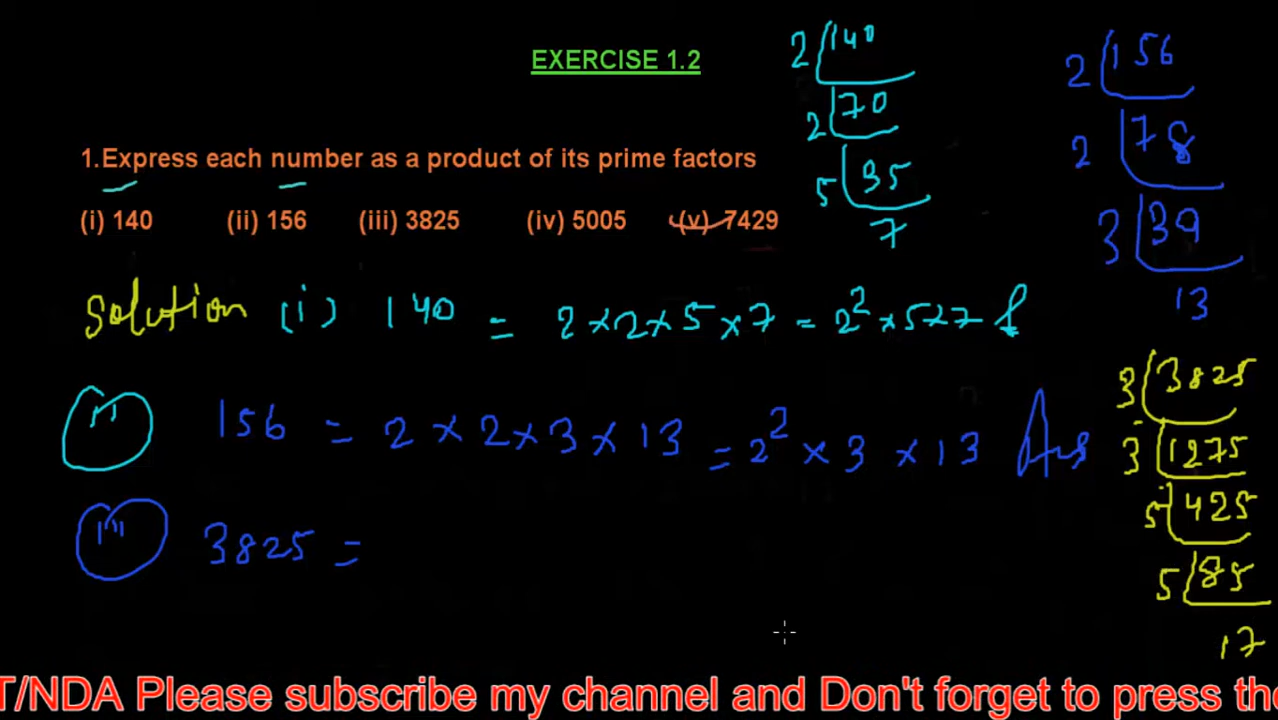 EXERCISE 1.2
1.Express each number as a product of its prime factors
(i) 140 (ii) 156 (iii) 3825 (iv) 5005 (v) 7429
2 140
2 70
5 35
7
2 156
2 78
3 39
13
Solution (i) 140 = 2×2×5×7 = 2²×5×7
(ii) 156 = 2 × 2 × 3 × 13 = 2² × 3 × 13 Ans
(iii) 3825 =
3 3825
3 1275
5 425
5 85
17
T/NDA Please subscribe my channel and Don't forget to press the